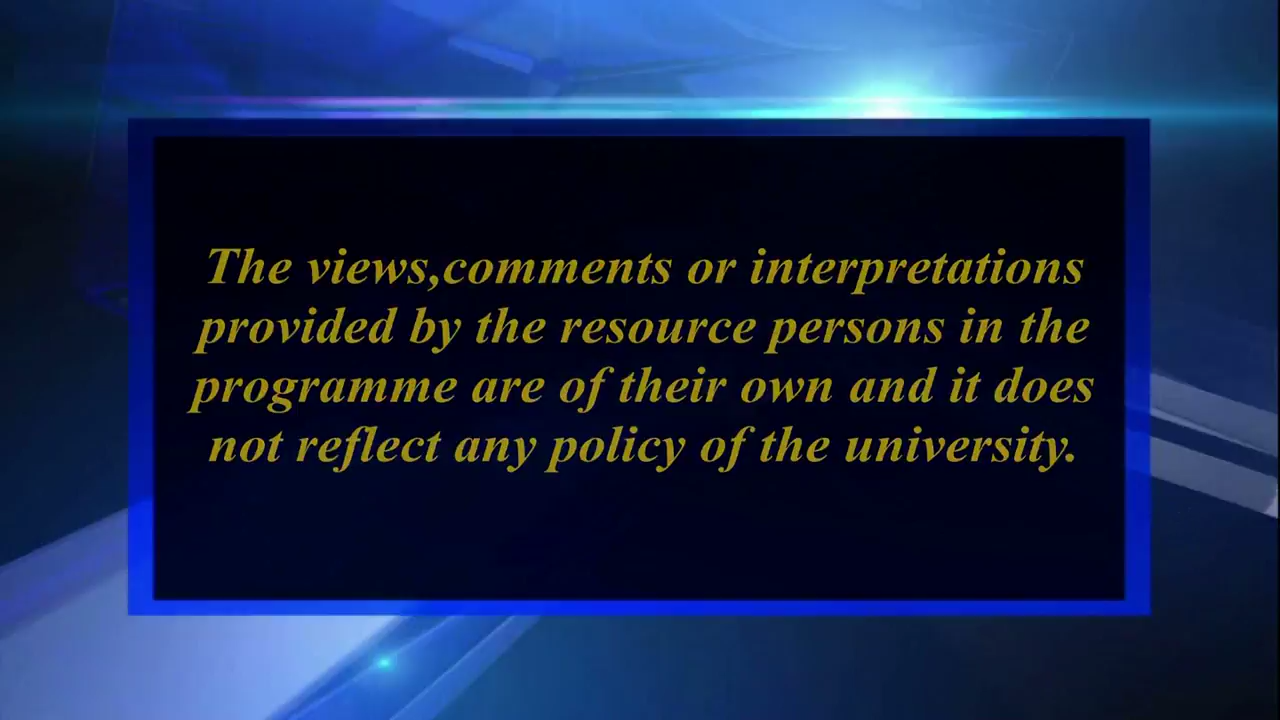 The views,comments or interpretations
provided by the resource persons in the
programme are of their own and it does
not reflect any policy of the university.